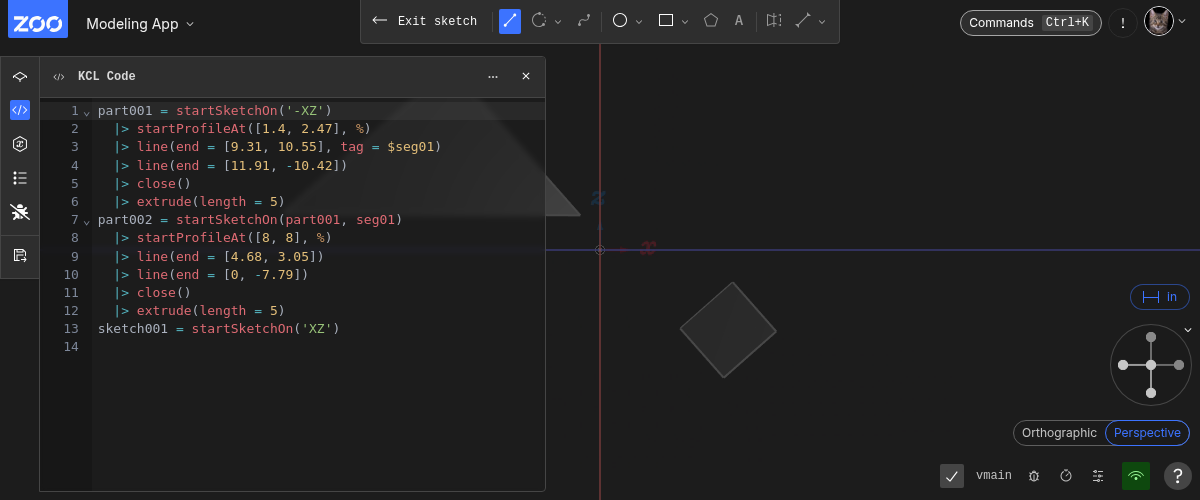 ZOO
Modeling App
Exit sketch
A
Commands Ctrl+K
!
KCL Code
1 part001 = startSketchOn('-XZ')
2 |> startProfileAt([1.4, 2.47], %)
3 |> line(end = [9.31, 10.55], tag = $seg01)
4 |> line(end = [11.91, -10.42])
5 |> close()
6 |> extrude(length = 5)
7 part002 = startSketchOn(part001, seg01)
8 |> startProfileAt([8, 8], %)
9 |> line(end = [4.68, 3.05])
10 |> line(end = [0, -7.79])
11 |> close()
12 |> extrude(length = 5)
13 sketch001 = startSketchOn('XZ')
14
z
x
in
Orthographic Perspective
vmain
?